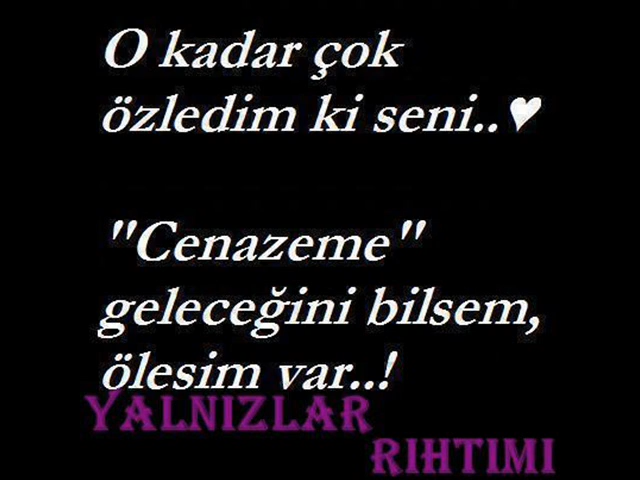 O kadar çok
özledim ki seni..♥
"Cenazeme"
geleceğini bilsem,
ölesim var..!
YALNIZLAR
RIHTIMI